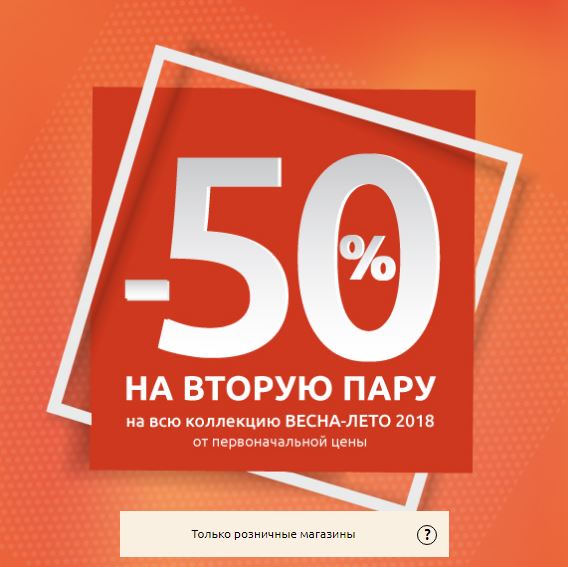 -50%
НА ВТОРУЮ ПАРУ
на всю коллекцию ВЕСНА-ЛЕТО 2018
от первоначальной цены
Только розничные магазины ?